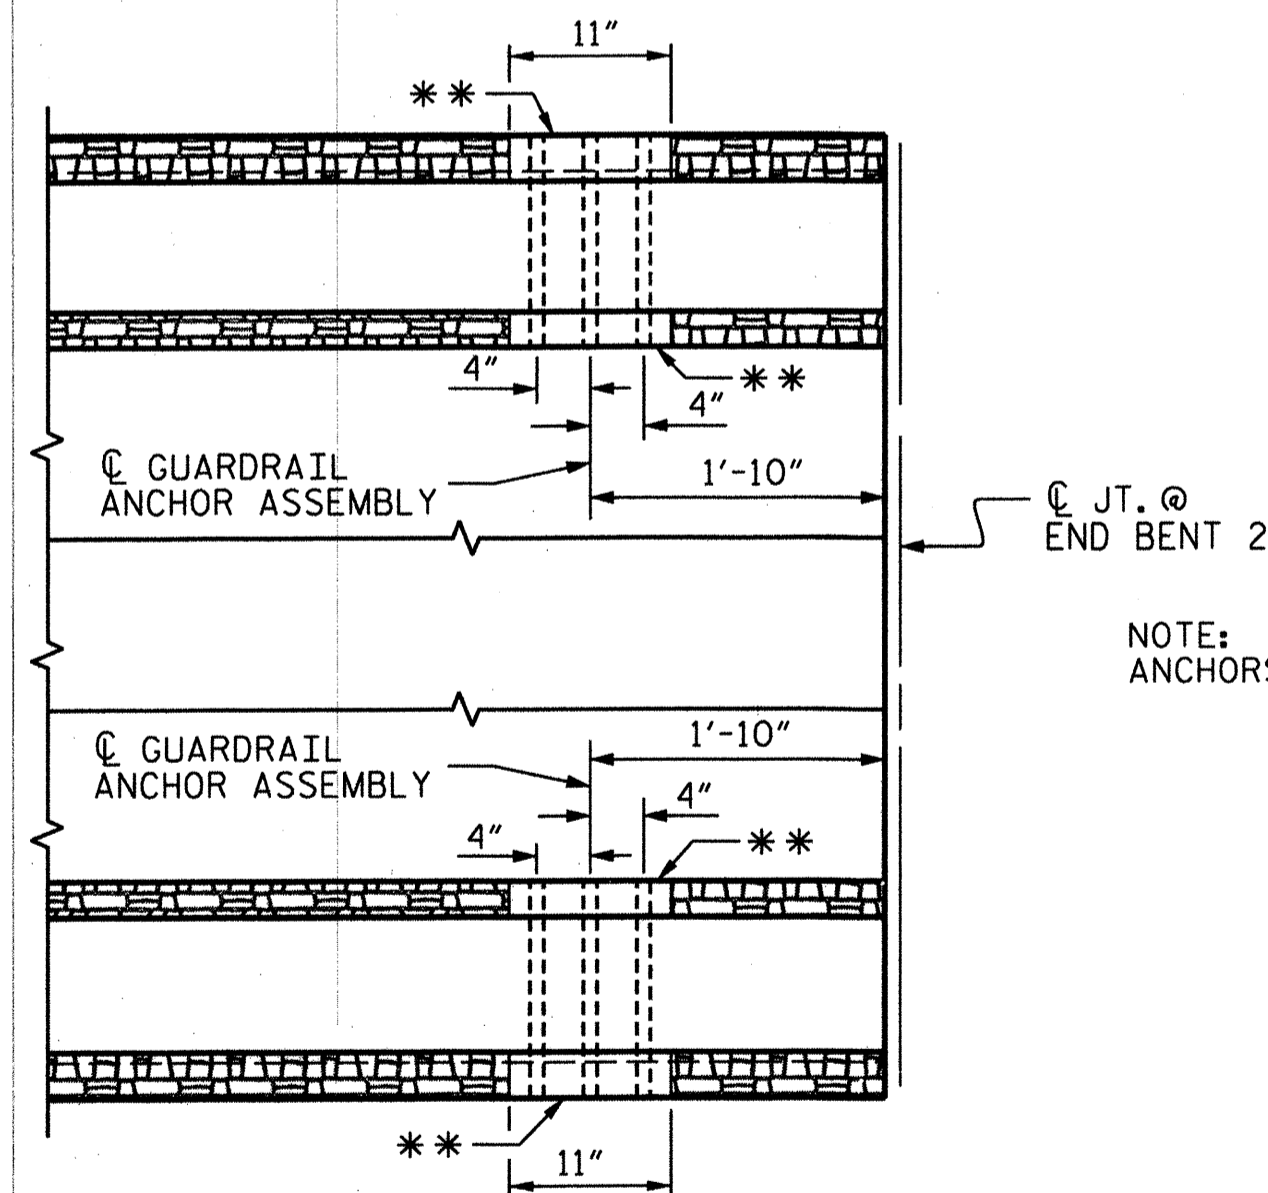 11"
**
4"
**
4"
℄ GUARDRAIL
ANCHOR ASSEMBLY
1'-10"
℄ JT. @
END BENT 2
NOTE:
℄ GUARDRAIL
ANCHOR ASSEMBLY
1'-10"
4"
4"
**
**
11"